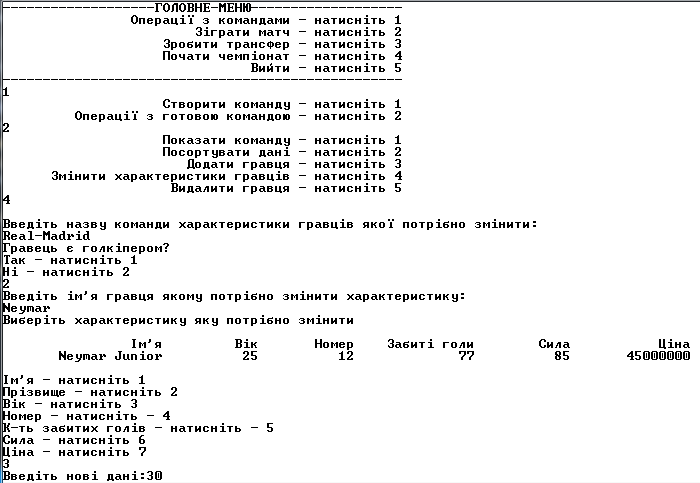 -------------------ГОЛОВНЕ-МЕНЮ-------------------
Операції з командами - натисніть 1
Зіграти матч - натисніть 2
Зробити трансфер - натисніть 3
Почати чемпіонат - натисніть 4
Вийти - натисніть 5
--------------------------------------------------
1
Створити команду - натисніть 1
Операції з готовою командою - натисніть 2
2
Показати команду - натисніть 1
Посортувати дані - натисніть 2
Додати гравця - натисніть 3
Змінити характеристики гравців - натисніть 4
Видалити гравця - натисніть 5
4
Введіть назву команди характеристики гравців якої потрібно змінити:
Real-Madrid
Гравець є голкіпером?
Так - натисніть 1
Ні - натисніть 2
2
Введіть ім'я гравця якому потрібно змінити характеристику:
Neymar
Виберіть характеристику яку потрібно змінити
Ім'я Вік Номер Забиті голи Сила Ціна
Neymar Junior 25 12 77 85 45000000
Ім'я - натисніть 1
Прізвище - натисніть 2
Вік - натисніть 3
Номер - натисніть - 4
К-ть забитих голів - натисніть - 5
Сила - натисніть 6
Ціна - натисніть 7
3
Введіть нові дані:30